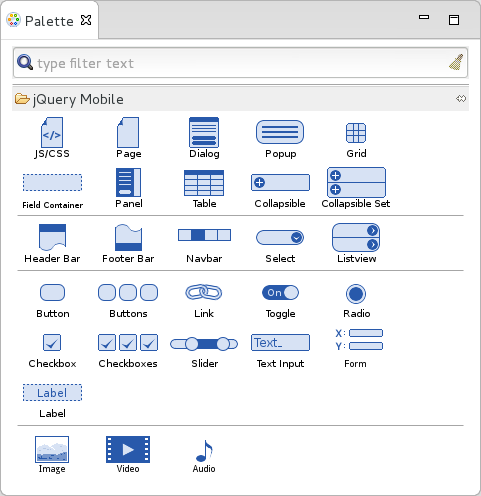 Palette
type filter text
jQuery Mobile
</>
JS/CSS Page Dialog Popup Grid
Field Container Panel Table Collapsible Collapsible Set
Header Bar Footer Bar Navbar Select Listview
On
Button Buttons Link Toggle Radio
Text_ X:
Y:
Checkbox Checkboxes Slider Text Input Form
Label
Label
Image Video Audio